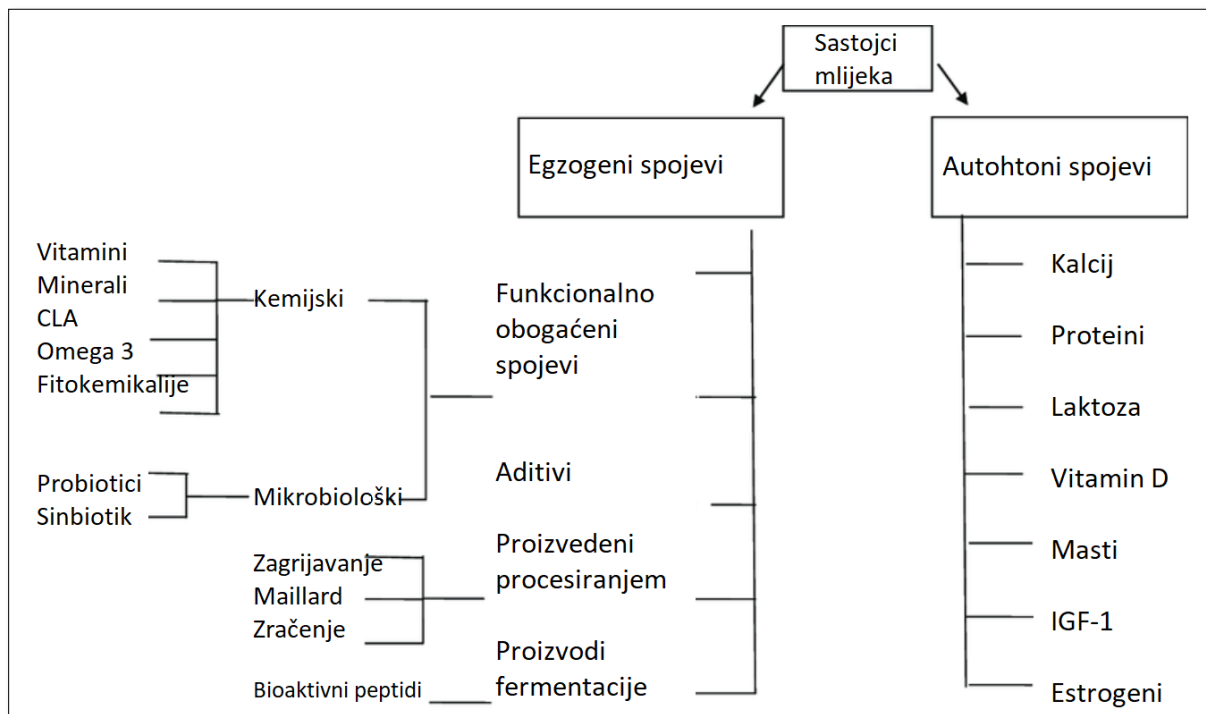 Sastojci
mlijeka
Egzogeni spojevi
Autohtoni spojevi
Vitamini
Minerali
CLA
Omega 3
Fitokemikalije
Kemijski
Funkcionalno
obogaćeni
spojevi
Probiotici
Sinbiotik
Mikrobiološki
Aditivi
Zagrijavanje
Maillard
Zračenje
Proizvedeni
procesiranjem
Bioaktivni peptidi
Proizvodi
fermentacije
Kalcij
Proteini
Laktoza
Vitamin D
Masti
IGF-1
Estrogeni